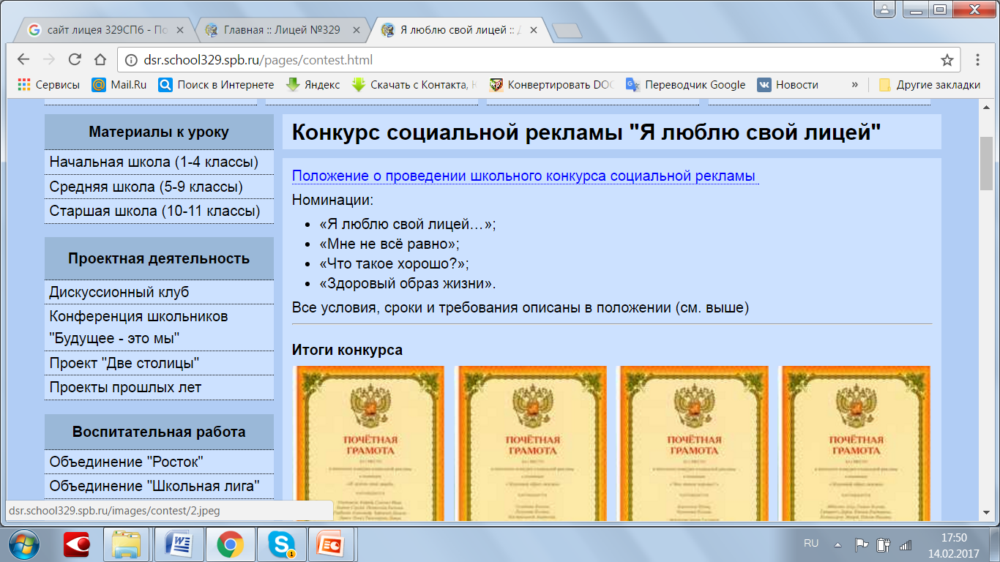 сайт лицея 329СПб - По
Главная :: Лицей №329
Я люблю свой лицей :: Д
dsr.school329.spb.ru/pages/contest.html
Сервисы Mail.Ru Поиск в Интернете Яндекс Скачать с Контакта, Конвертировать DOC Переводчик Google Новости » Другие закладки
Материалы к уроку
Начальная школа (1-4 классы)
Средняя школа (5-9 классы)
Старшая школа (10-11 классы)
Проектная деятельность
Дискуссионный клуб
Конференция школьников
"Будущее - это мы"
Проект "Две столицы"
Проекты прошлых лет
Воспитательная работа
Объединение "Росток"
Объединение "Школьная лига"
Конкурс социальной рекламы "Я люблю свой лицей"
Положение о проведении школьного конкурса социальной рекламы
Номинации:
«Я люблю свой лицей…»;
«Мне не всё равно»;
«Что такое хорошо?»;
«Здоровый образ жизни».
Все условия, сроки и требования описаны в положении (см. выше)
Итоги конкурса
ПОЧЁТНАЯ
ГРАМОТА
ПОЧЁТНАЯ
ГРАМОТА
ПОЧЁТНАЯ
ГРАМОТА
ПОЧЁТНАЯ
ГРАМОТА
dsr.school329.spb.ru/images/contest/2.jpeg
RU
17:50
14.02.2017